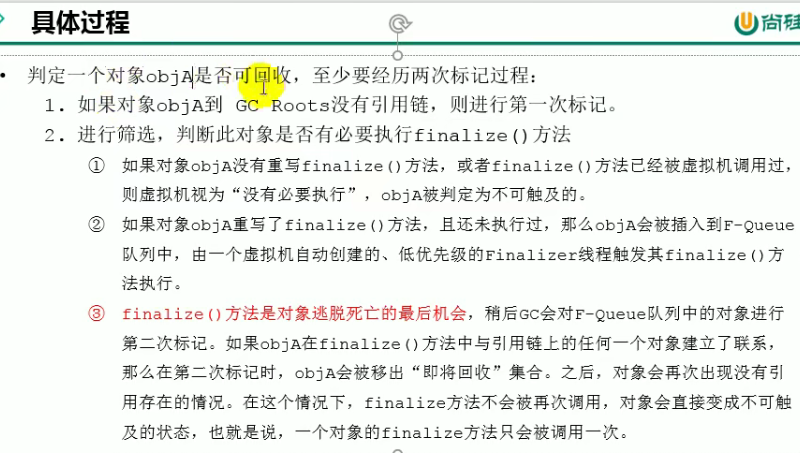 具体过程
尚硅
• 判定一个对象objA是否可回收，至少要经历两次标记过程：
1. 如果对象objA到 GC Roots没有引用链，则进行第一次标记。
2. 进行筛选，判断此对象是否有必要执行finalize()方法
① 如果对象objA没有重写finalize()方法，或者finalize()方法已经被虚拟机调用过，
则虚拟机视为“没有必要执行”，objA被判定为不可触及的。
② 如果对象objA重写了finalize()方法，且还未执行过，那么objA会被插入到F-Queue
队列中，由一个虚拟机自动创建的、低优先级的Finalizer线程触发其finalize()方
法执行。
③ finalize()方法是对象逃脱死亡的最后机会，稍后GC会对F-Queue队列中的对象进行
第二次标记。如果objA在finalize()方法中与引用链上的任何一个对象建立了联系，
那么在第二次标记时，objA会被移出“即将回收”集合。之后，对象会再次出现没有引
用存在的情况。在这个情况下，finalize方法不会被再次调用，对象会直接变成不可触
及的状态，也就是说，一个对象的finalize方法只会被调用一次。